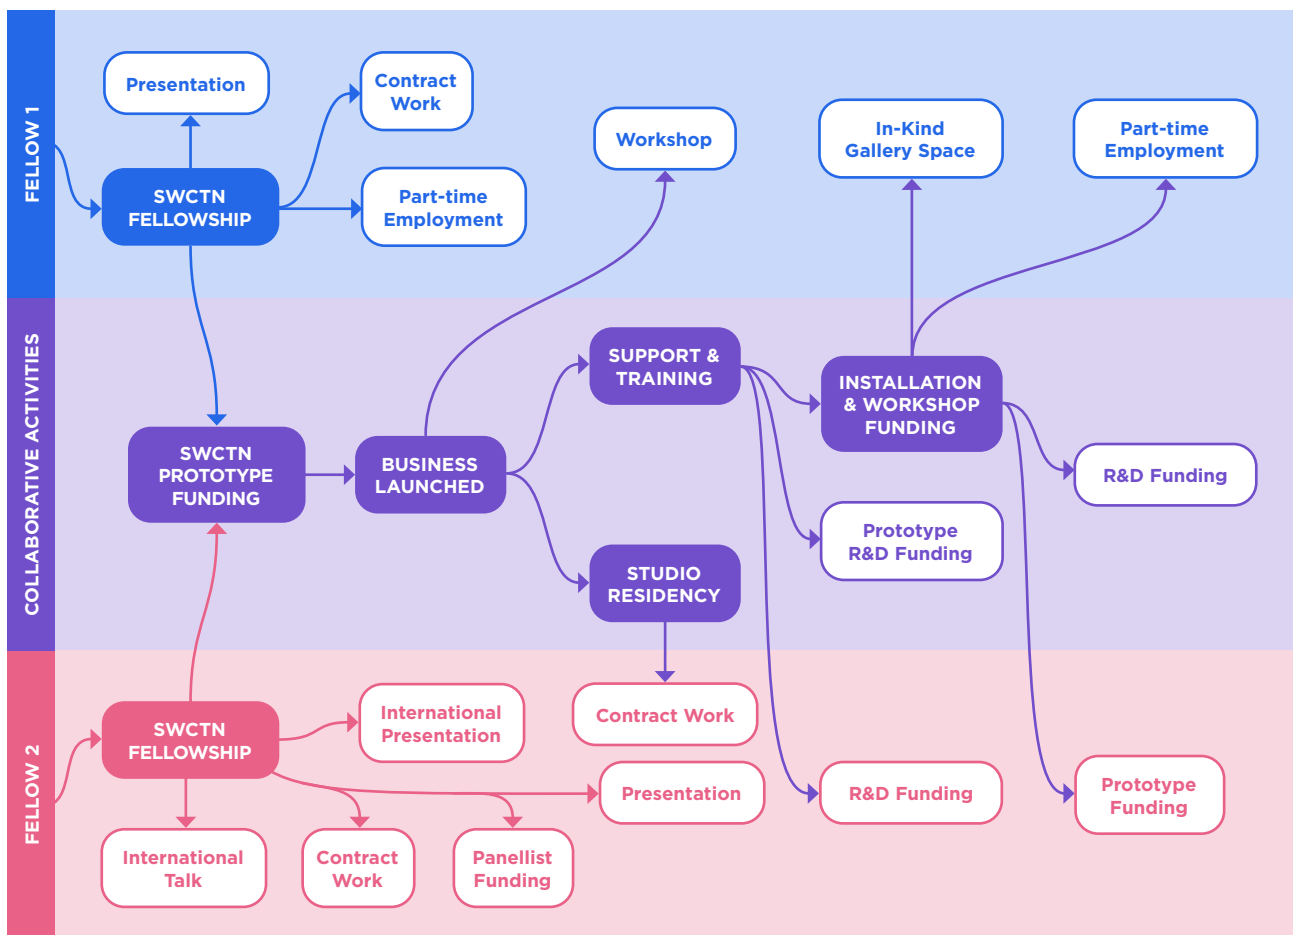 FELLOW 1
Presentation
Contract
Work
SWCTN
FELLOWSHIP
Part-time
Employment
Workshop
In-Kind
Gallery Space
Part-time
Employment
COLLABORATIVE ACTIVITIES
SWCTN
PROTOTYPE
FUNDING
BUSINESS
LAUNCHED
SUPPORT &
TRAINING
STUDIO
RESIDENCY
INSTALLATION
& WORKSHOP
FUNDING
Prototype
R&D Funding
R&D Funding
FELLOW 2
SWCTN
FELLOWSHIP
International
Presentation
Contract Work
Presentation
R&D Funding
Prototype
Funding
International
Talk
Contract
Work
Panellist
Funding